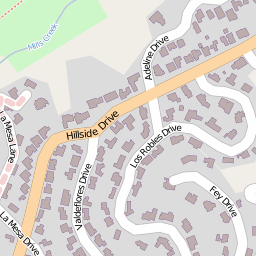 Mills Creek
Adeline Drive
Hillside Drive
La Mesa Lane
Los Robles Drive
Valdeflores Drive
Fey Drive
La Mesa Drive